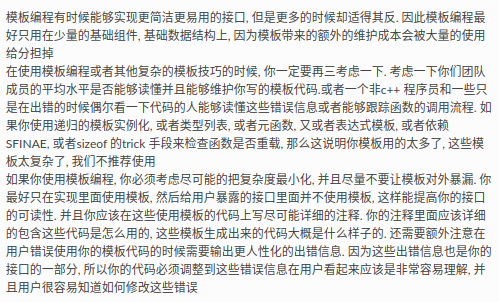 模板编程有时候能够实现更简洁更易用的接口, 但是更多的时候却适得其反. 因此模板编程最
好只用在少量的基础组件, 基础数据结构上, 因为模板带来的额外的维护成本会被大量的使用
给分担掉
在使用模板编程或者其他复杂的模板技巧的时候, 你一定要再三考虑一下. 考虑一下你们团队
成员的平均水平是否能够读懂并且能够维护你写的模板代码.或者一个非c++ 程序员和一些只
是在出错的时候偶尔看一下代码的人能够读懂这些错误信息或者能够跟踪函数的调用流程. 如
果你使用递归的模板实例化, 或者类型列表, 或者元函数, 又或者表达式模板, 或者依赖
SFINAE, 或者sizeof 的trick 手段来检查函数是否重载, 那么这说明你模板用的太多了, 这些模
板太复杂了, 我们不推荐使用
如果你使用模板编程, 你必须考虑尽可能的把复杂度最小化, 并且尽量不要让模板对外暴漏. 你
最好只在实现里面使用模板, 然后给用户暴露的接口里面并不使用模板, 这样能提高你的接口
的可读性. 并且你应该在这些使用模板的代码上写尽可能详细的注释. 你的注释里面应该详细
的包含这些代码是怎么用的, 这些模板生成出来的代码大概是什么样子的. 还需要额外注意在
用户错误使用你的模板代码的时候需要输出更人性化的出错信息. 因为这些出错信息也是你的
接口的一部分, 所以你的代码必须调整到这些错误信息在用户看起来应该是非常容易理解, 并
且用户很容易知道如何修改这些错误